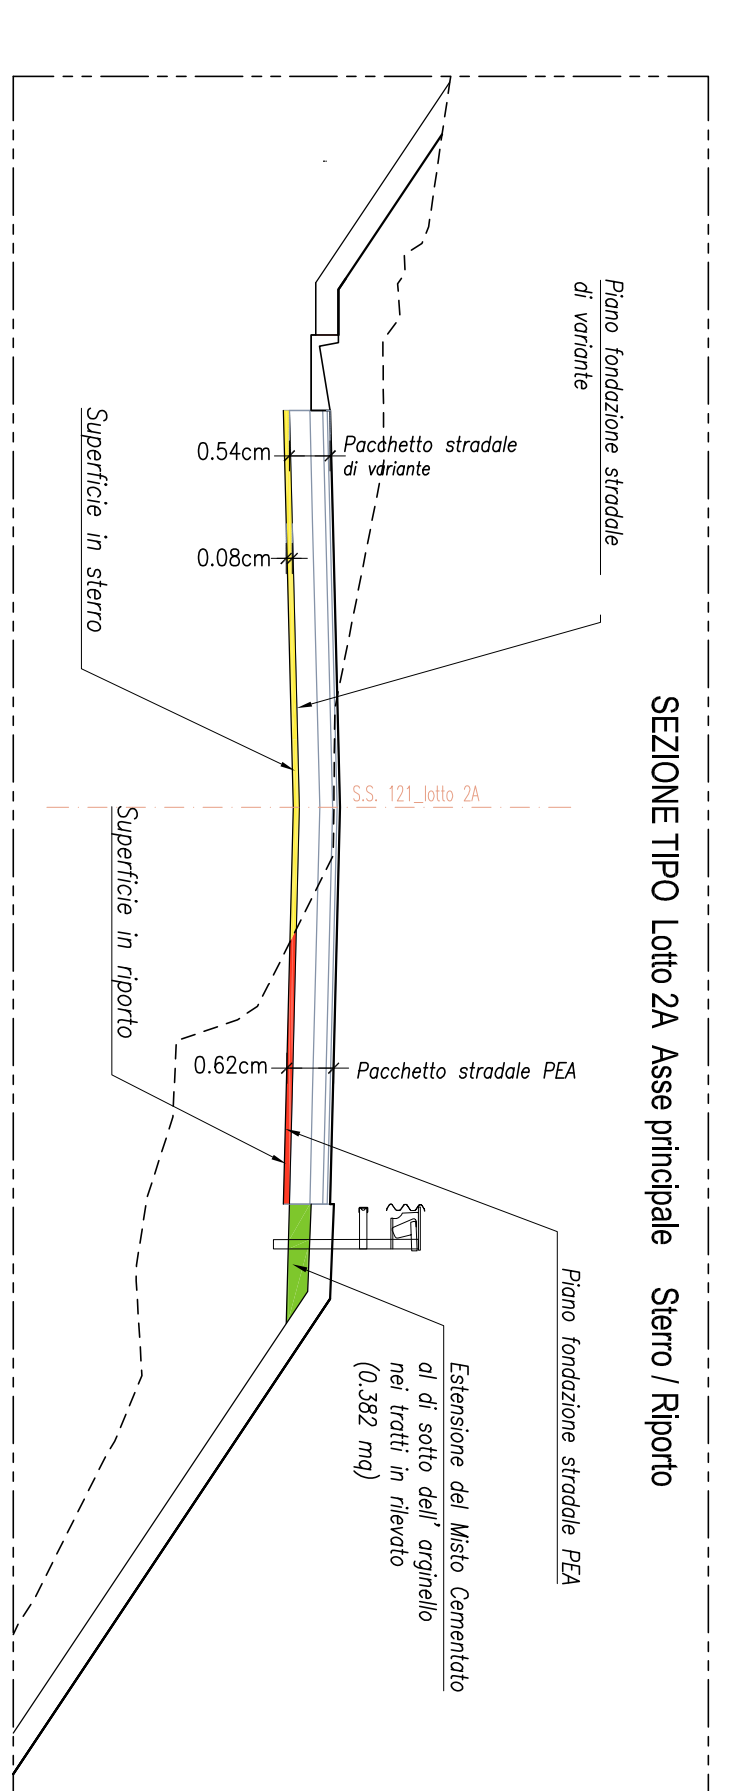 SEZIONE TIPO Lotto 2A Asse principale Sterro / Riporto
Piano fondazione stradale
di variante
Pacchetto stradale
di variante
0.54cm
0.08cm
Superficie in sterro
S.S. 121_lotto 2A
Superficie in riporto
0.62cm
Pacchetto stradale PEA
Piano fondazione stradale PEA
Estensione del Misto Cementato
al di sotto dell' arginello
nei tratti in rilevato
(0.382 mq)